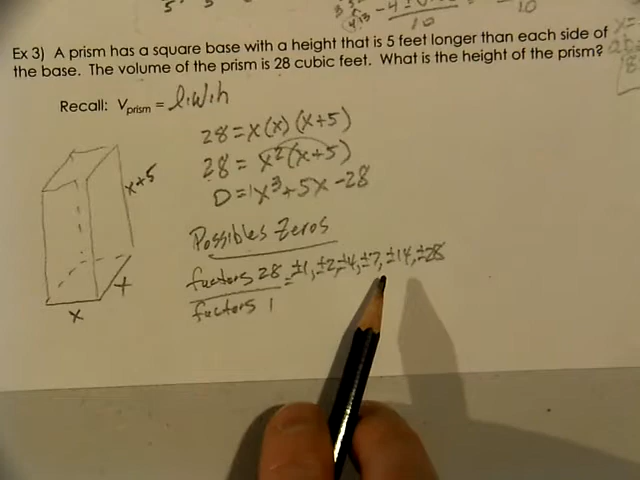 Ex 3) A prism has a square base with a height that is 5 feet longer than each side of
the base. The volume of the prism is 28 cubic feet. What is the height of the prism?
Recall: Vprism = l·w·h
28 = x(x)(x+5)
28 = x²(x+5)
0 = 1x³+5x-28
x+5
x
x
Possibles Zeros
factors 28 = ±1, ±2, ±4, ±7, ±14, ±28
factors 1